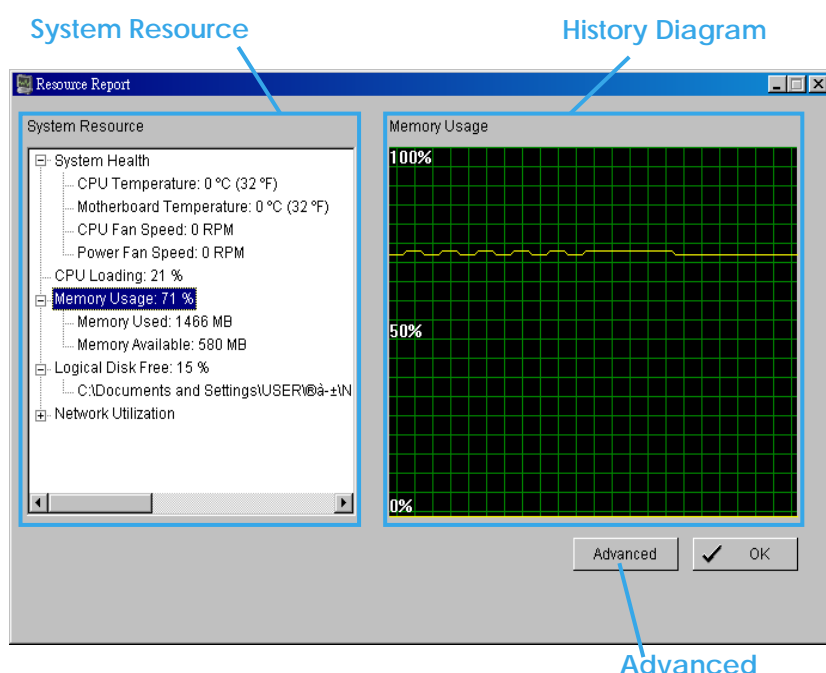 System Resource
History Diagram
Resource Report
System Resource
System Health
CPU Temperature: 0 °C (32 °F)
Motherboard Temperature: 0 °C (32 °F)
CPU Fan Speed: 0 RPM
Power Fan Speed: 0 RPM
CPU Loading: 21 %
Memory Usage: 71 %
Memory Used: 1466 MB
Memory Available: 580 MB
Logical Disk Free: 15 %
C:\Documents and Settings\USER\®à-±\N
Network Utilization
Memory Usage
100%
50%
0%
Advanced
OK
Advanced